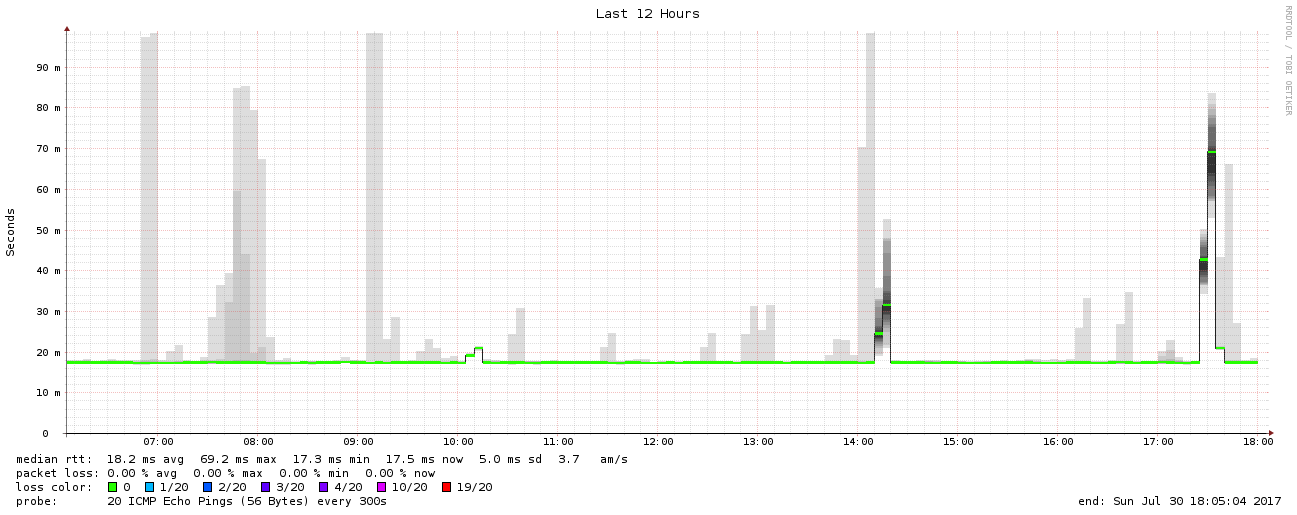 Last 12 Hours
RRDTOOL / TOBI OETIKER
Seconds
90 m
80 m
70 m
60 m
50 m
40 m
30 m
20 m
10 m
0
07:00 08:00 09:00 10:00 11:00 12:00 13:00 14:00 15:00 16:00 17:00 18:00
median rtt: 18.2 ms avg 69.2 ms max 17.3 ms min 17.5 ms now 5.0 ms sd 3.7 am/s
packet loss: 0.00 % avg 0.00 % max 0.00 % min 0.00 % now
loss color: 0 1/20 2/20 3/20 4/20 10/20 19/20
probe: 20 ICMP Echo Pings (56 Bytes) every 300s end: Sun Jul 30 18:05:04 2017